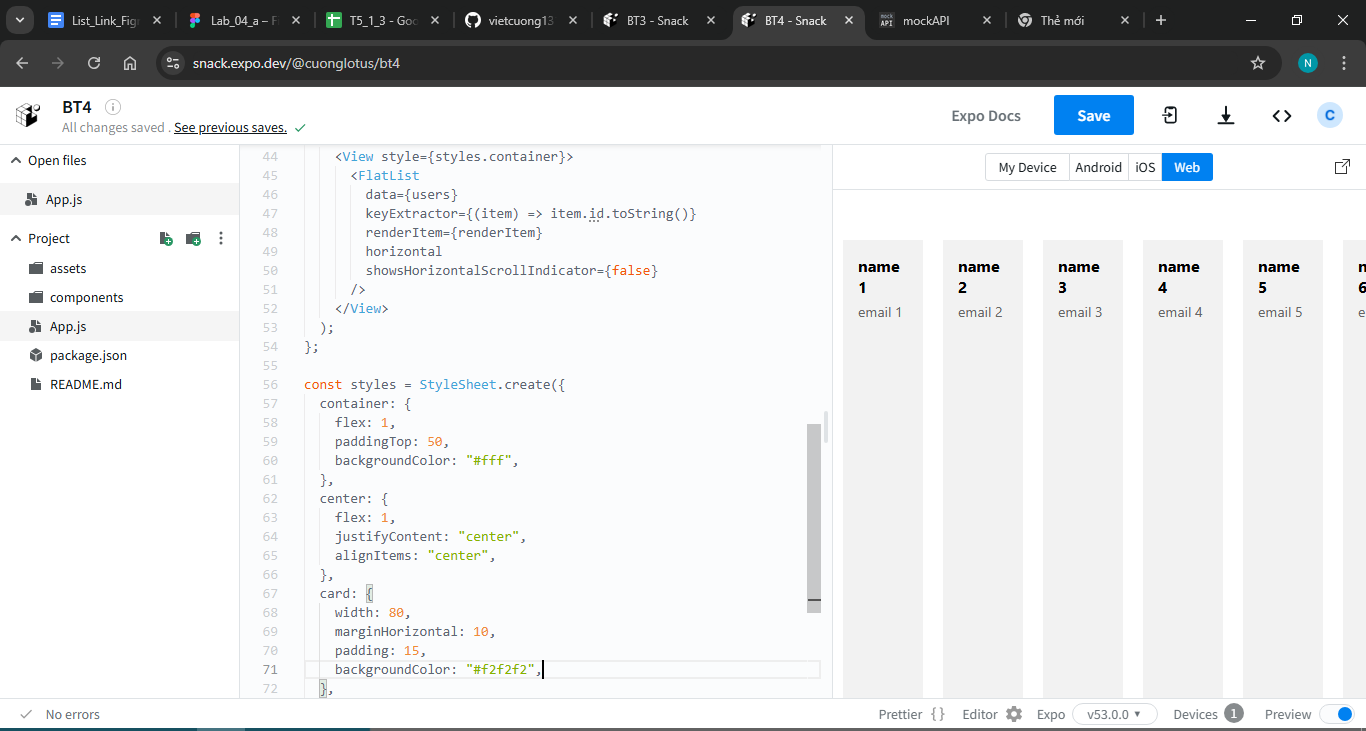 List_Link_Fig
Lab_04_a – F
T5_1_3 - Goo
vietcuong13
BT3 - Snack
BT4 - Snack
mock API
mockAPI
Thẻ mới
snack.expo.dev/@cuonglotus/bt4
N
BT4
All changes saved . See previous saves.
Expo Docs
Save
C
Open files
App.js
Project
assets
components
App.js
package.json
README.md
44 <View style={styles.container}>
45 <FlatList
46 data={users}
47 keyExtractor={(item) => item.id.toString()}
48 renderItem={renderItem}
49 horizontal
50 showsHorizontalScrollIndicator={false}
51 />
52 </View>
53 );
54 };
55
56 const styles = StyleSheet.create({
57 container: {
58 flex: 1,
59 paddingTop: 50,
60 backgroundColor: "#fff",
61 },
62 center: {
63 flex: 1,
64 justifyContent: "center",
65 alignItems: "center",
66 },
67 card: {
68 width: 80,
69 marginHorizontal: 10,
70 padding: 15,
71 backgroundColor: "#f2f2f2",
72 },
My Device Android iOS Web
name 1
email 1
name 2
email 2
name 3
email 3
name 4
email 4
name 5
email 5
No errors
Prettier { } Editor Expo v53.0.0 Devices 1 Preview